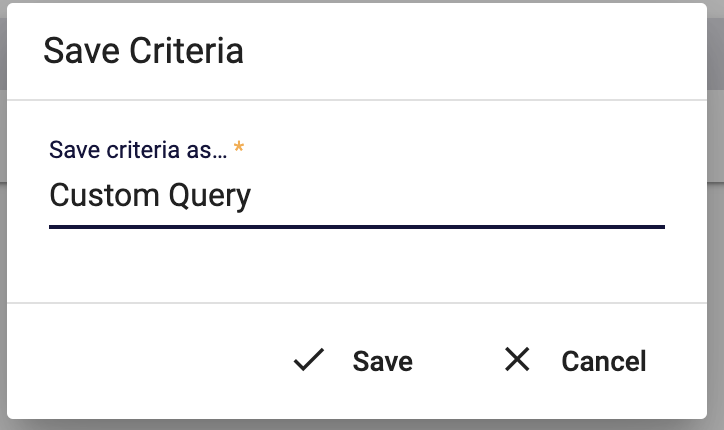 Save Criteria
Save criteria as... *
Custom Query
Save
Cancel